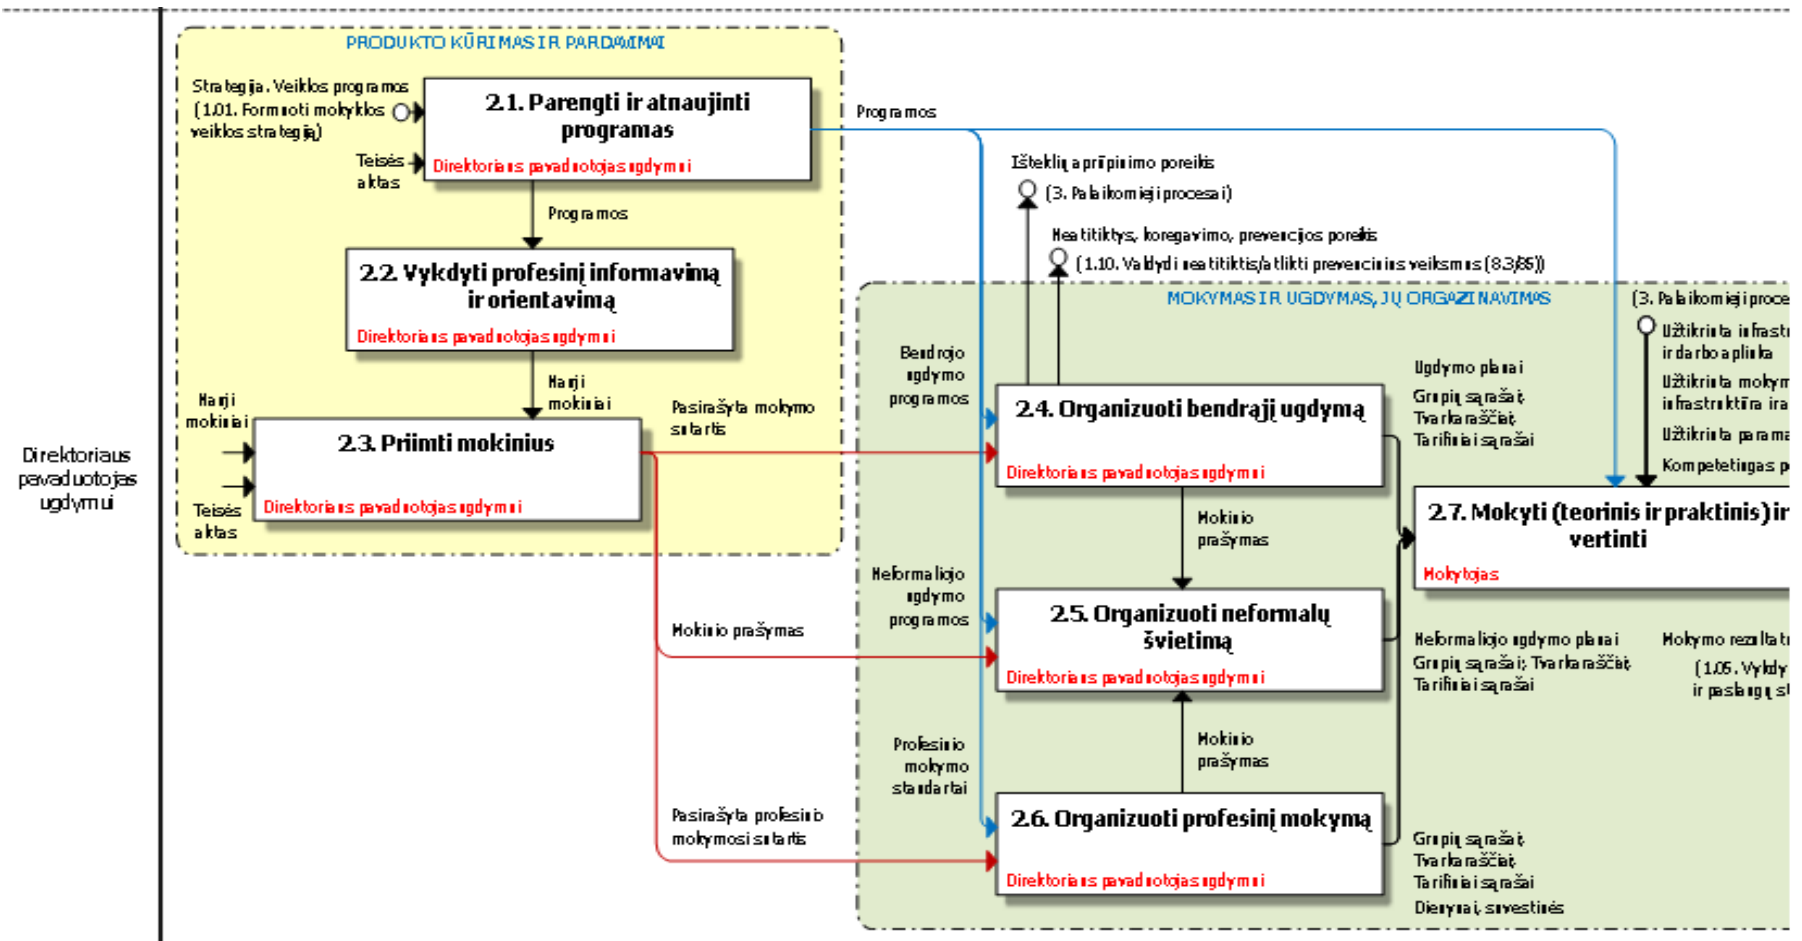 PRODUKTO KŪRIMAS IR PARDAVIMAI
Strategija. Veiklos programos
(1.01. Formuoti mokyklos
veiklos strategiją)
Teisės
aktas
2.1. Parengti ir atnaujinti
programas
Direktoriaus pavaduotojas ugdymui
Programos
Programos
2.2. Vykdyti profesinį informavimą
ir orientavimą
Direktoriaus pavaduotojas ugdymui
Nauji
mokiniai
Nauji
mokiniai
Teisės
aktas
2.3. Priimti mokinius
Direktoriaus pavaduotojas ugdymui
Direktoriaus
pavaduotojas
ugdymui
Pasirašyta mokymo
sutartis
Mokinio prašymas
Pasirašyta profesinio
mokymosi sutartis
Išteklių aprūpinimo poreikis
(3. Palaikomieji procesai)
Neatitiktys, koregavimo, prevencijos poreikis
(1.10. Valdydi neatitiktis/atlikti prevencinius veiksmus (8.3/85))
MOKYMAS IR UGDYMAS, JŲ ORGAZINAVIMAS
Bendrojo
ugdymo
programos
2.4. Organizuoti bendrąjį ugdymą
Direktoriaus pavaduotojas ugdymui
Ugdymo planai
Grupių sąrašai;
Tvarkaraščiai;
Tarifiniai sąrašai
Mokinio
prašymas
Neformaliojo
ugdymo
programos
2.5. Organizuoti neformalų
švietimą
Direktoriaus pavaduotojas ugdymui
Neformaliojo ugdymo planai
Grupių sąrašai; Tvarkaraščiai;
Tarifiniai sąrašai
Mokinio
prašymas
Profesinio
mokymo
standartai
2.6. Organizuoti profesinį mokymą
Direktoriaus pavaduotojas ugdymui
Grupių sąrašai;
Tvarkaraščiai;
Tarifiniai sąrašai
Dienynai, suvestinės
(3. Palaikomieji proce
Užtikrinta infrastr
ir darbo aplinka
Užtikrinta mokym
infrastruktūra ir a
Užtikrinta parama
Kompetetingas p
2.7. Mokyti (teorinis ir praktinis) ir
vertinti
Mokytojas
Mokymo rezultat
(1.05. Vykdy
ir paslaugų st